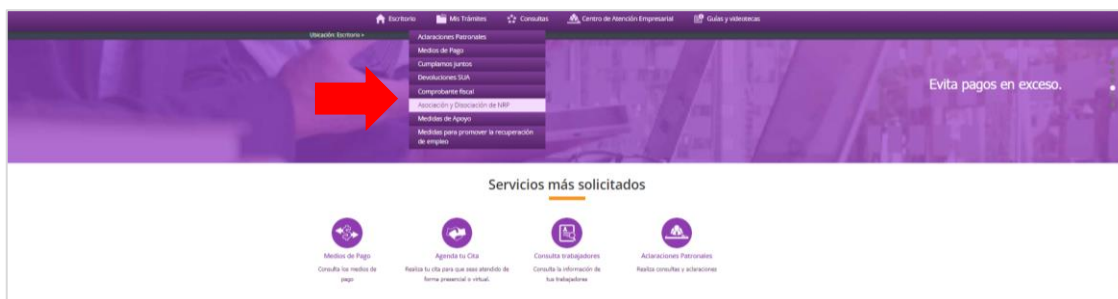 Escritorio Mis Trámites Consultas Centro de Atención Empresarial Guías y videotecas
Ubicación: Escritorio >
Aclaraciones Patronales
Medios de Pago
Cumplamos juntos
Devoluciones SUA
Comprobante fiscal
Asociación y Disociación de NRP
Medidas de Apoyo
Medidas para promover la recuperación
de empleo
Evita pagos en exceso.
Servicios más solicitados
Medios de Pago
Consulta los medios de
pago
Agenda tu Cita
Realiza tu cita para que seas atendido de
forma presencial o virtual.
Consulta trabajadores
Consulta la información de
tus trabajadores
Aclaraciones Patronales
Realiza consultas y aclaraciones